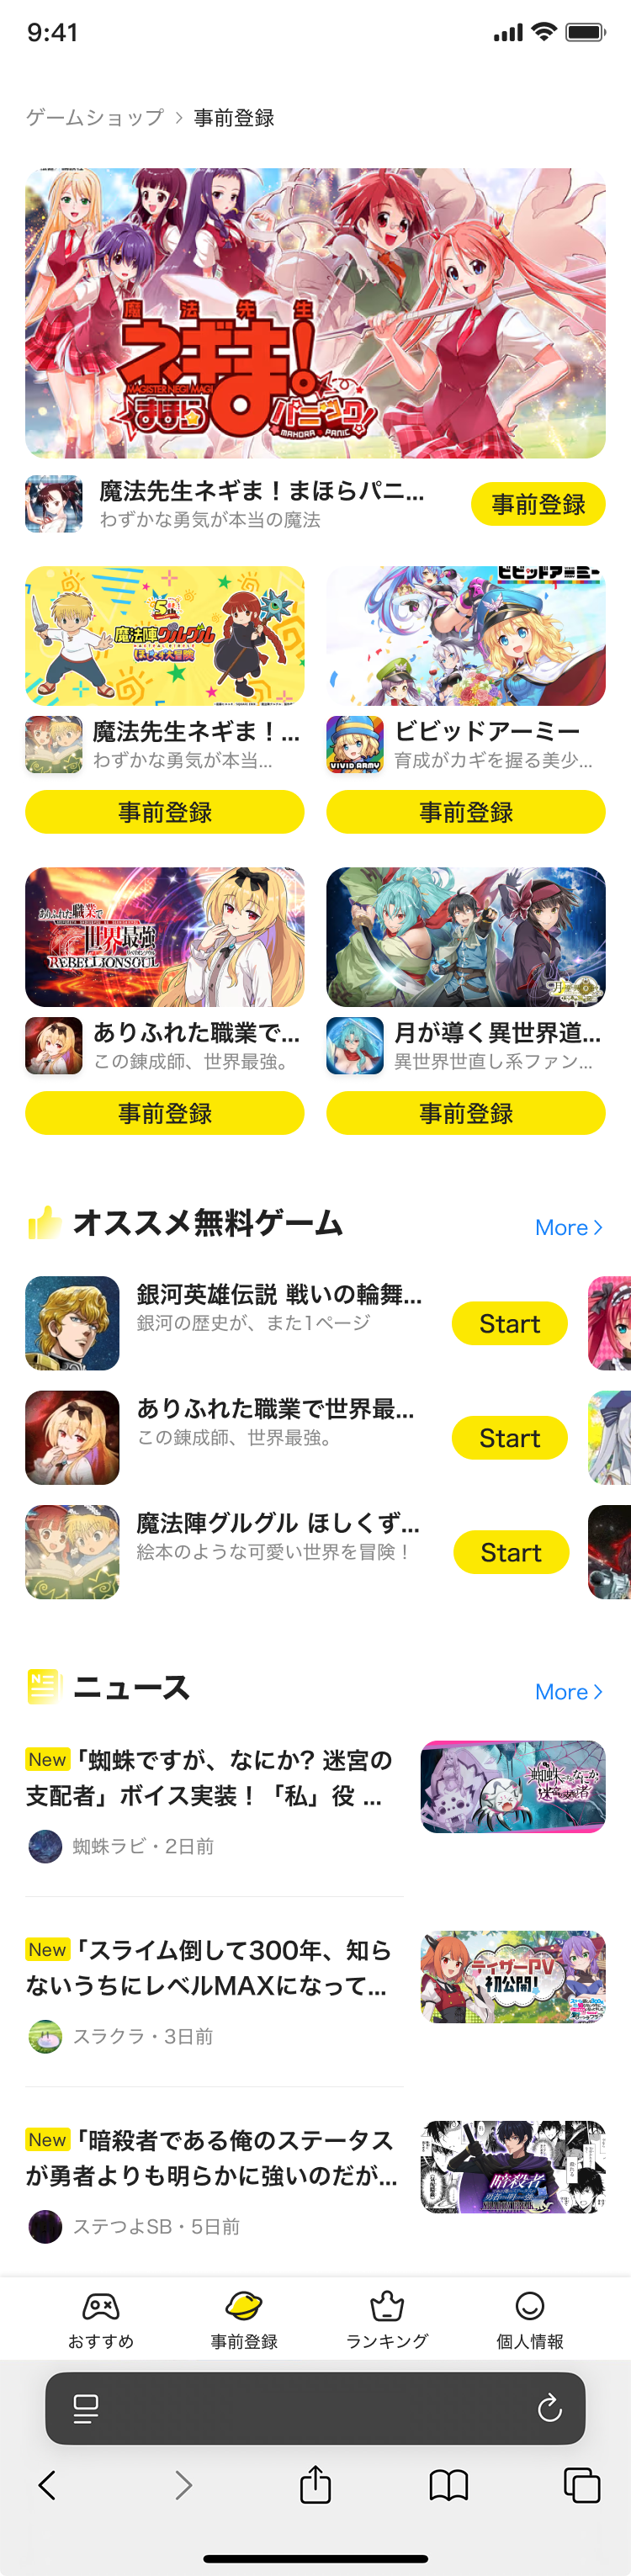 9:41
ゲームショップ > 事前登録
魔法先生
ネギま!
MAGISTER NEGI MAGI
まほら パニック!
MAHORA PANIC
魔法先生ネギま！まほらパニ...
わずかな勇気が本当の魔法
事前登録
5th
魔法陣グルグル
ほしくず大冒険
ビビッドアーミー
魔法先生ネギま！...
わずかな勇気が本当...
事前登録
VIVID ARMY
ビビッドアーミー
育成がカギを握る美少...
事前登録
ありふれた職業で
世界最強
REBELLION SOUL
ありふれた職業で...
この錬成師、世界最強。
事前登録
月が導く異世界道...
異世界世直し系ファン...
事前登録
オススメ無料ゲーム
More >
銀河英雄伝説 戦いの輪舞...
銀河の歴史が、また1ページ
Start
ありふれた職業で世界最...
この錬成師、世界最強。
Start
魔法陣グルグル ほしくず...
絵本のような可愛い世界を冒険！
Start
ニュース
More >
New「蜘蛛ですが、なにか? 迷宮の
支配者」ボイス実装！「私」役 ...
蜘蛛ラビ・2日前
蜘蛛ですが、なにか?
迷宮の支配者
New「スライム倒して300年、知ら
ないうちにレベルMAXになって...
スラクラ・3日前
ティザーPV
初公開!
New「暗殺者である俺のステータス
が勇者よりも明らかに強いのだが...
ステつよSB・5日前
暗殺者
おすすめ
事前登録
ランキング
個人情報